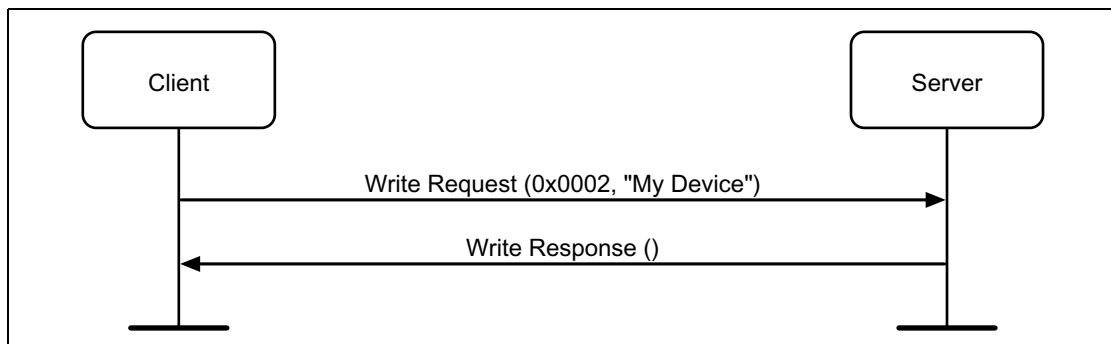 Client
Server
Write Request (0x0002, "My Device")
Write Response ()